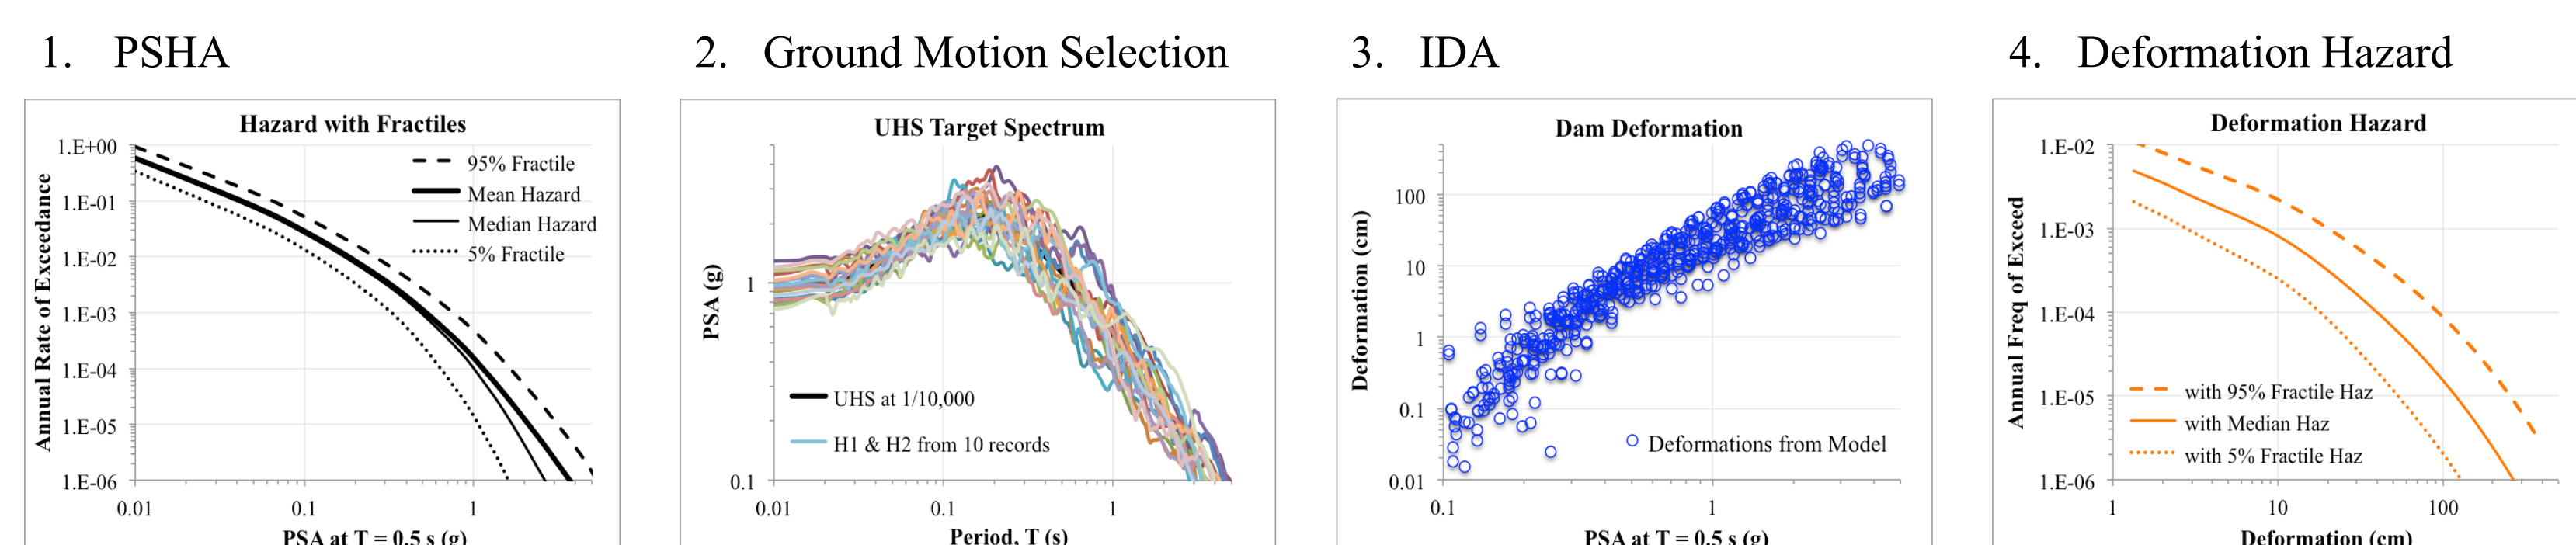 1. PSHA
Hazard with Fractiles
Annual Rate of Exceedance
1.E+00
1.E-01
1.E-02
1.E-03
1.E-04
1.E-05
1.E-06
95% Fractile
Mean Hazard
Median Hazard
5% Fractile
0.01
0.1
1
PSA at T = 0.5 s (g)
2. Ground Motion Selection
UHS Target Spectrum
PSA (g)
1
0.1
UHS at 1/10,000
H1 & H2 from 10 records
0.01
0.1
1
Period, T (s)
3. IDA
Dam Deformation
Deformation (cm)
100
10
1
0.1
0.01
Deformations from Model
0.1
1
PSA at T = 0.5 s (g)
4. Deformation Hazard
Deformation Hazard
Annual Freq of Exceed
1.E-02
1.E-03
1.E-04
1.E-05
1.E-06
with 95% Fractile Haz
with Median Haz
with 5% Fractile Haz
1
10
100
Deformation (cm)